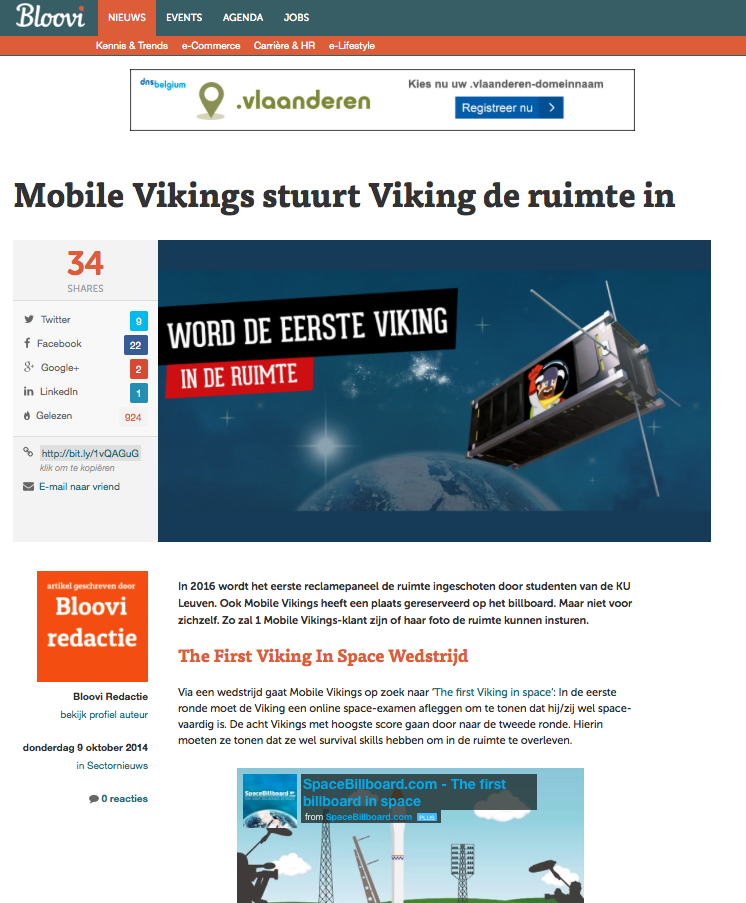 Bloovi
NIEUWS EVENTS AGENDA JOBS
Kennis & Trends e-Commerce Carrière & HR e-Lifestyle
dnsbelgium
.vlaanderen
Kies nu uw .vlaanderen-domeinnaam
Registreer nu
Mobile Vikings stuurt Viking de ruimte in
34
SHARES
Twitter 9
Facebook 22
Google+ 2
LinkedIn 1
Gelezen 924
http://bit.ly/1vQAGuG
klik om te kopiëren
E-mail naar vriend
WORD DE EERSTE VIKING
IN DE RUIMTE
artikel geschreven door
Bloovi
redactie
Bloovi Redactie
bekijk profiel auteur
donderdag 9 oktober 2014
in Sectornieuws
0 reacties
In 2016 wordt het eerste reclamepaneel de ruimte ingeschoten door studenten van de KU
Leuven. Ook Mobile Vikings heeft een plaats gereserveerd op het billboard. Maar niet voor
zichzelf. Zo zal 1 Mobile Vikings-klant zijn of haar foto de ruimte kunnen insturen.
The First Viking In Space Wedstrijd
Via een wedstrijd gaat Mobile Vikings op zoek naar 'The first Viking in space': In de eerste
ronde moet de Viking een online space-examen afleggen om te tonen dat hij/zij wel space-
vaardig is. De acht Vikings met hoogste score gaan door naar de tweede ronde. Hierin
moeten ze tonen dat ze wel survival skills hebben om in de ruimte te overleven.
SpaceBillboard
SpaceBillboard.com - The first
billboard in space
from SpaceBillboard.com PLUS